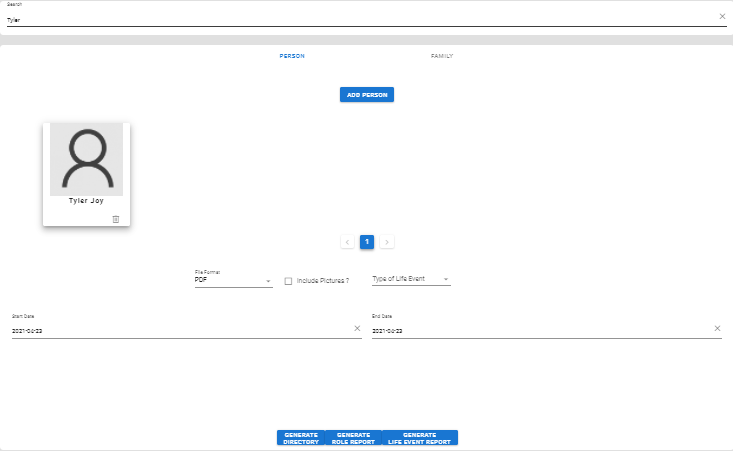 Search
Tyler
PERSON
FAMILY
ADD PERSON
Tyler Joy
1
File Format
PDF
Include Pictures ?
Type of Life Event
Start Date
2021-04-23
End Date
2021-04-23
GENERATE
DIRECTORY
GENERATE
ROLE REPORT
GENERATE
LIFE EVENT REPORT